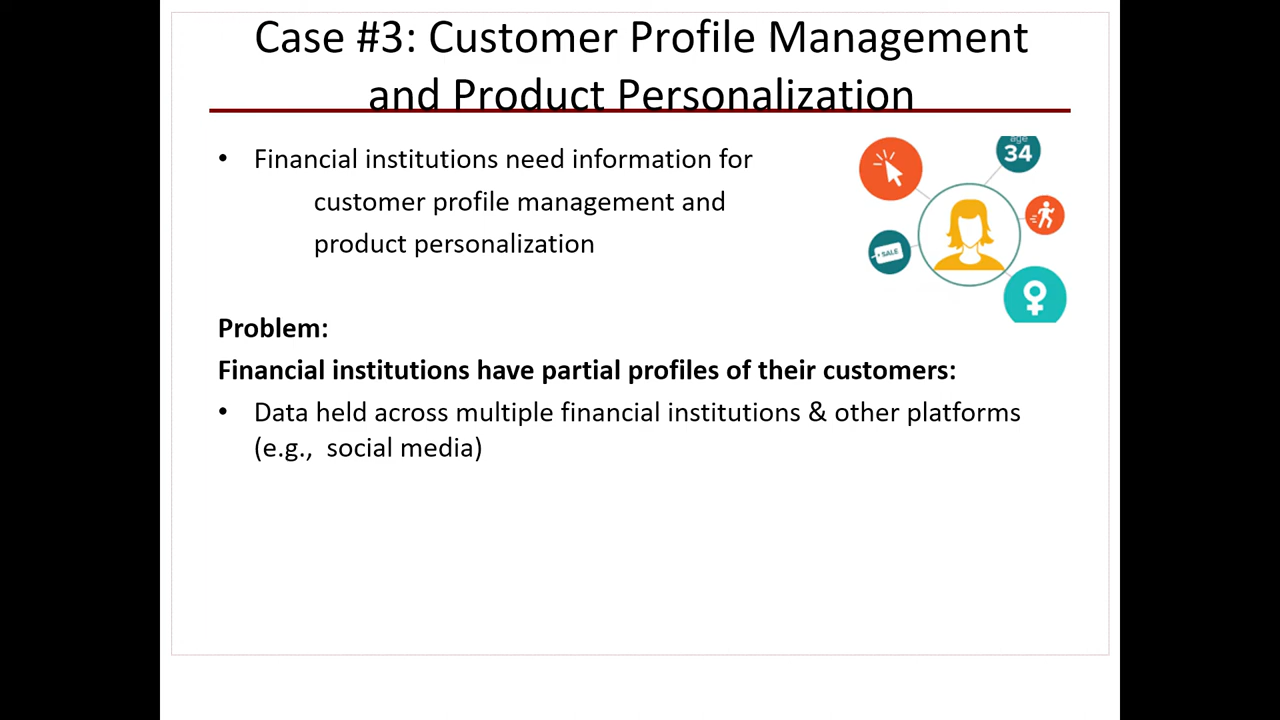 Case #3: Customer Profile Management
and Product Personalization
• Financial institutions need information for
customer profile management and
product personalization
age
34
SALE
Problem:
Financial institutions have partial profiles of their customers:
• Data held across multiple financial institutions & other platforms
(e.g., social media)